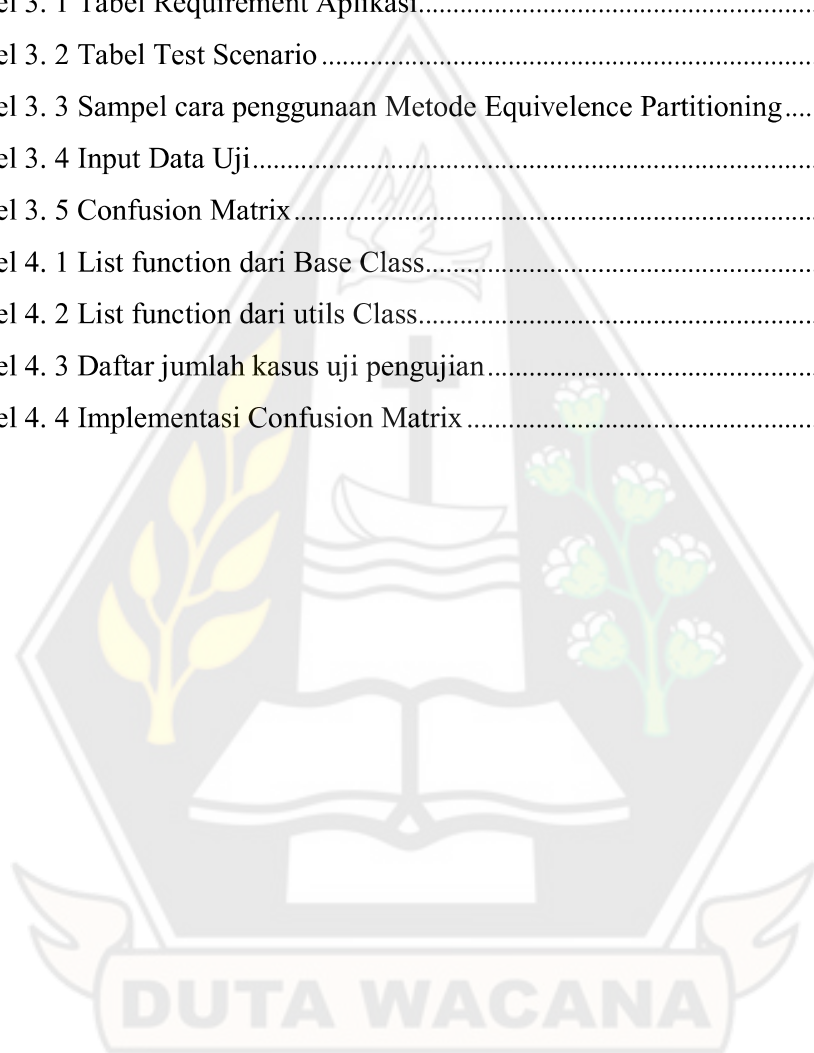 el 3. 1 Tabel Requirement Aplikasi....................................................
el 3. 2 Tabel Test Scenario....................................................................
el 3. 3 Sampel cara penggunaan Metode Equivelence Partitioning....
el 3. 4 Input Data Uji..............................................................................
el 3. 5 Confusion Matrix........................................................................
el 4. 1 List function dari Base Class.....................................................
el 4. 2 List function dari utils Class......................................................
el 4. 3 Daftar jumlah kasus uji pengujian............................................
el 4. 4 Implementasi Confusion Matrix...............................................
DUTA WACANA